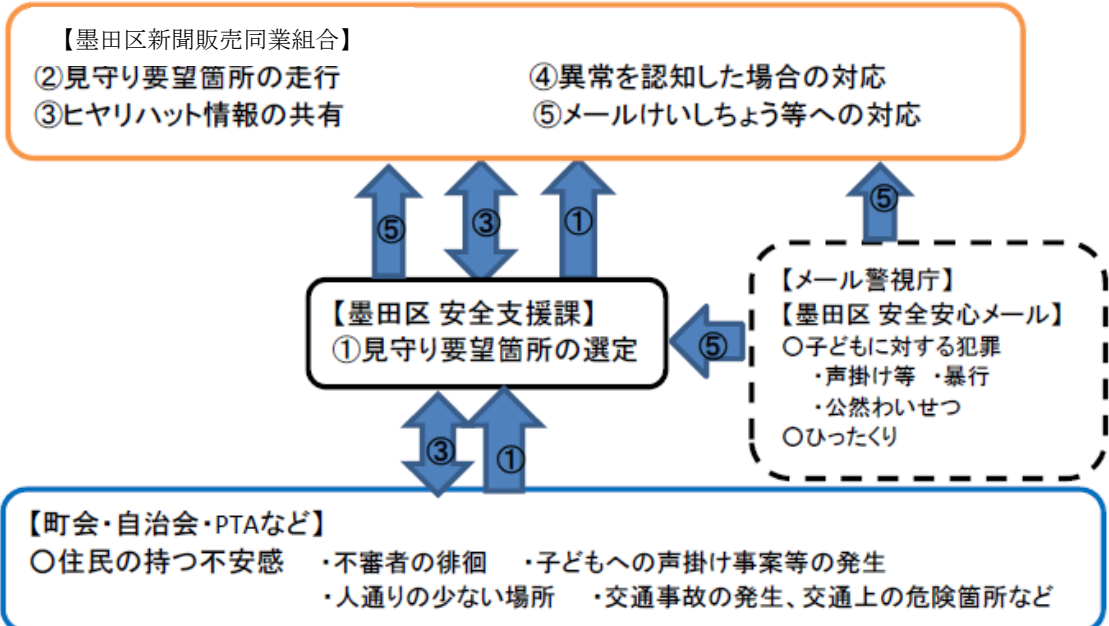 【墨田区新聞販売同業組合】
②見守り要望箇所の走行
④異常を認知した場合の対応
③ヒヤリハット情報の共有
⑤メールけいしちょう等への対応
⑤
③
①
⑤
【墨田区 安全支援課】
①見守り要望箇所の選定
⑤
【メール警視庁】
【墨田区 安全安心メール】
〇子どもに対する犯罪
・声掛け等 ・暴行
・公然わいせつ
〇ひったくり
③
①
【町会・自治会・PTAなど】
〇住民の持つ不安感 ・不審者の徘徊 ・子どもへの声掛け事案等の発生
・人通りの少ない場所 ・交通事故の発生、交通上の危険箇所など